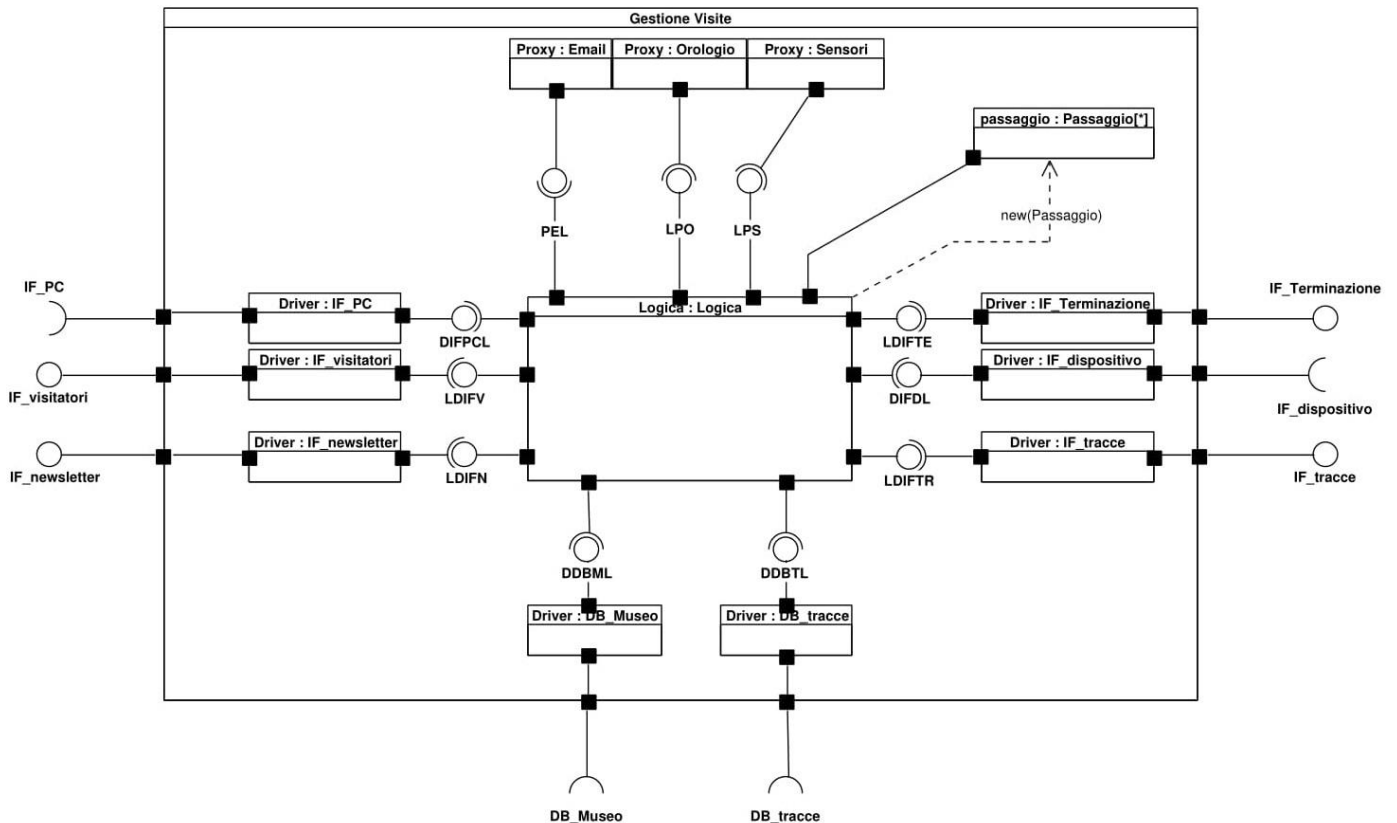 Gestione Visite
Proxy : Email
Proxy : Orologio
Proxy : Sensori
passaggio : Passaggio[*]
new(Passaggio)
PEL
LPO
LPS
IF_PC
Driver : IF_PC
DIFPCL
Logica : Logica
LDIFTE
Driver : IF_Terminazione
IF_Terminazione
IF_visitatori
Driver : IF_visitatori
LDIFV
DIFDL
Driver : IF_dispositivo
IF_dispositivo
IF_newsletter
Driver : IF_newsletter
LDIFN
LDIFTR
Driver : IF_tracce
IF_tracce
DDBML
DDBTL
Driver : DB_Museo
Driver : DB_tracce
DB_Museo
DB_tracce